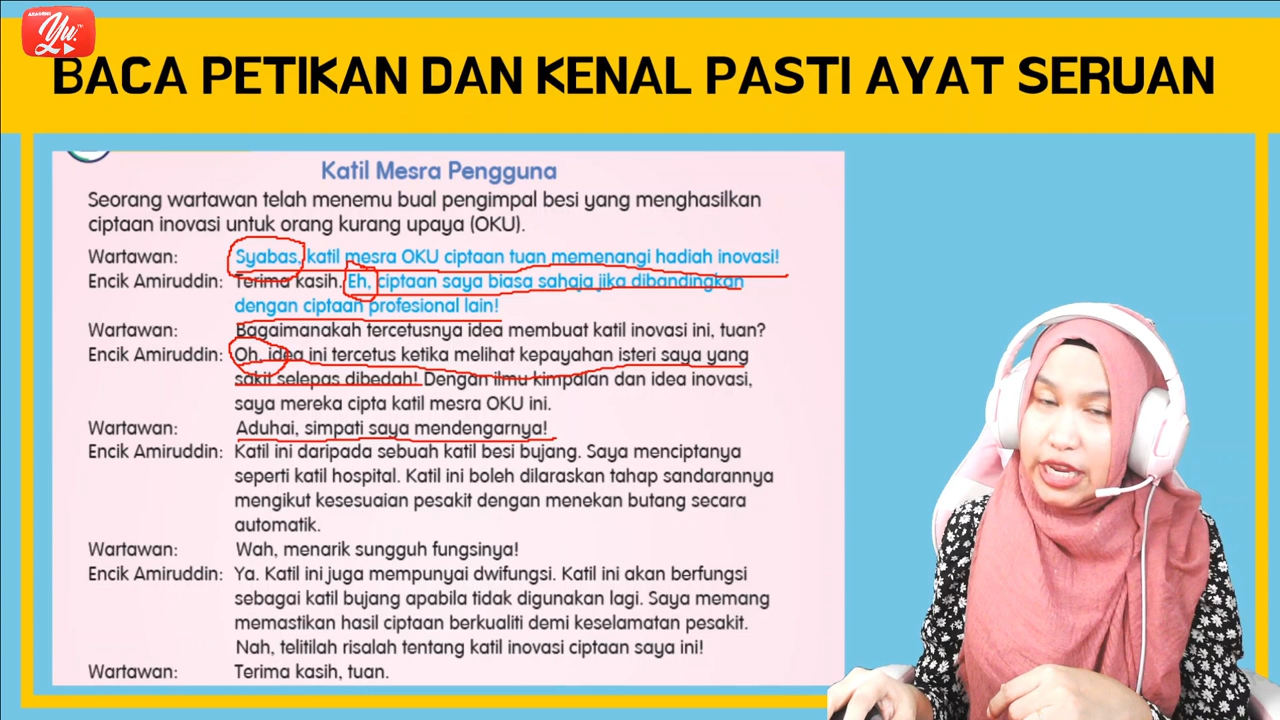 AKADEMI
Yu.
BACA PETIKAN DAN KENAL PASTI AYAT SERUAN
Katil Mesra Pengguna
Seorang wartawan telah menemu bual pengimpal besi yang menghasilkan
ciptaan inovasi untuk orang kurang upaya (OKU).
Wartawan: Syabas, katil mesra OKU ciptaan tuan memenangi hadiah inovasi!
Encik Amiruddin: Terima kasih. Eh, ciptaan saya biasa sahaja jika dibandingkan
dengan ciptaan profesional lain!
Wartawan: Bagaimanakah tercetusnya idea membuat katil inovasi ini, tuan?
Encik Amiruddin: Oh, idea ini tercetus ketika melihat kepayahan isteri saya yang
sakit selepas dibedah! Dengan ilmu kimpalan dan idea inovasi,
saya mereka cipta katil mesra OKU ini.
Wartawan: Aduhai, simpati saya mendengarnya!
Encik Amiruddin: Katil ini daripada sebuah katil besi bujang. Saya menciptanya
seperti katil hospital. Katil ini boleh dilaraskan tahap sandarannya
mengikut kesesuaian pesakit dengan menekan butang secara
automatik.
Wartawan: Wah, menarik sungguh fungsinya!
Encik Amiruddin: Ya. Katil ini juga mempunyai dwifungsi. Katil ini akan berfungsi
sebagai katil bujang apabila tidak digunakan lagi. Saya memang
memastikan hasil ciptaan berkualiti demi keselamatan pesakit.
Nah, telitilah risalah tentang katil inovasi ciptaan saya ini!
Wartawan: Terima kasih, tuan.